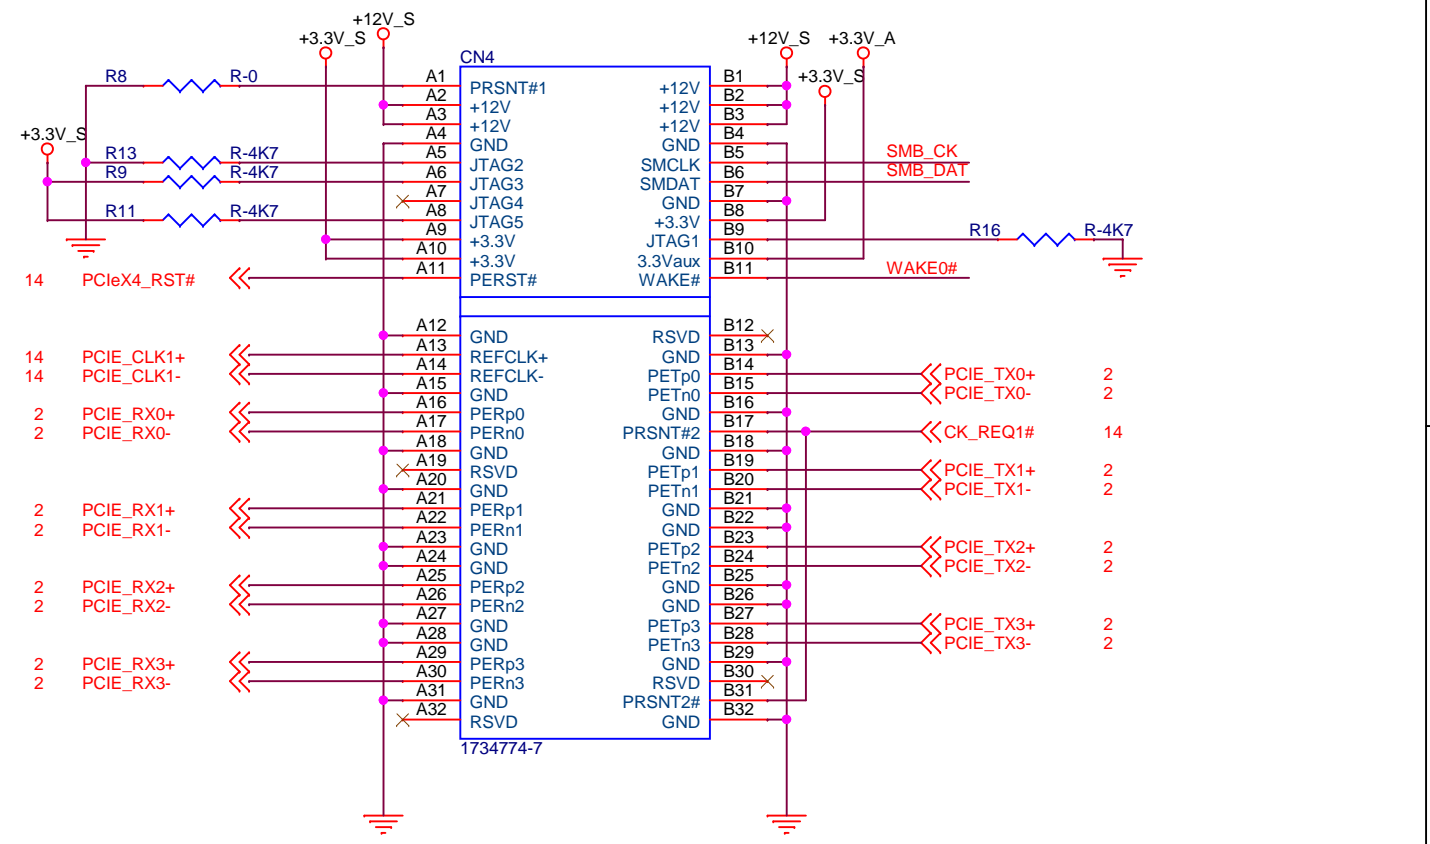 +12V_S
+3.3V_S
+12V_S
+3.3V_A
CN4
+3.3V_S
R8 R-0 A1 PRSNT#1 +12V B1
A2 +12V +12V B2
A3 +12V +12V B3
+3.3V_S
A4 GND GND B4
R13 R-4K7 A5 JTAG2 SMCLK B5 SMB_CK
R9 R-4K7 A6 JTAG3 SMDAT B6 SMB_DAT
A7 JTAG4 GND B7
R11 R-4K7 A8 JTAG5 +3.3V B8
A9 +3.3V JTAG1 B9 R16 R-4K7
A10 +3.3V 3.3Vaux B10
14 PCIeX4_RST# A11 PERST# WAKE# B11 WAKE0#
A12 GND RSVD B12
14 PCIE_CLK1+ A13 REFCLK+ GND B13
14 PCIE_CLK1- A14 REFCLK- PETp0 B14 PCIE_TX0+ 2
A15 GND PETn0 B15 PCIE_TX0- 2
2 PCIE_RX0+ A16 PERp0 GND B16
2 PCIE_RX0- A17 PERn0 PRSNT#2 B17 CK_REQ1# 14
A18 GND GND B18
A19 RSVD PETp1 B19 PCIE_TX1+ 2
A20 GND PETn1 B20 PCIE_TX1- 2
2 PCIE_RX1+ A21 PERp1 GND B21
2 PCIE_RX1- A22 PERn1 GND B22
A23 GND PETp2 B23 PCIE_TX2+ 2
A24 GND PETn2 B24 PCIE_TX2- 2
2 PCIE_RX2+ A25 PERp2 GND B25
2 PCIE_RX2- A26 PERn2 GND B26
A27 GND PETp3 B27 PCIE_TX3+ 2
A28 GND PETn3 B28 PCIE_TX3- 2
2 PCIE_RX3+ A29 PERp3 GND B29
2 PCIE_RX3- A30 PERn3 RSVD B30
A31 GND PRSNT2# B31
A32 RSVD GND B32
1734774-7